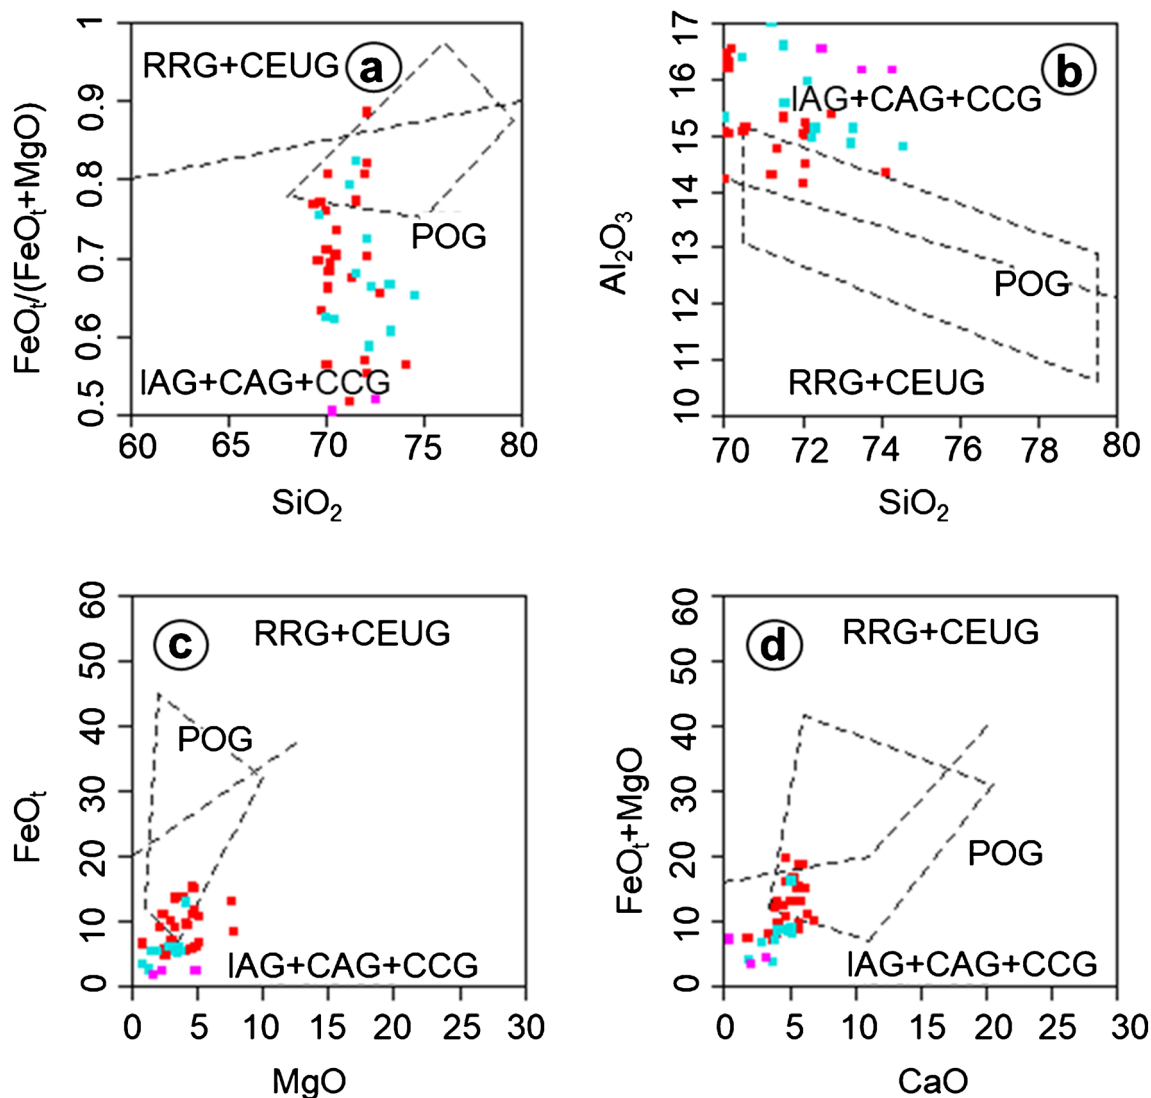 1
0.9
0.8
0.7
0.6
0.5
FeOₜ/(FeOₜ+MgO)
RRG+CEUG
a
POG
IAG+CAG+CCG
60 65 70 75 80
SiO₂
17
16
15
14
13
12
11
10
Al₂O₃
b
IAG+CAG+CCG
POG
RRG+CEUG
70 72 74 76 78 80
SiO₂
60
50
40
30
20
10
0
FeOₜ
c
RRG+CEUG
POG
IAG+CAG+CCG
0 5 10 15 20 25 30
MgO
60
50
40
30
20
10
0
FeOₜ+MgO
d
RRG+CEUG
POG
IAG+CAG+CCG
0 5 10 15 20 25 30
CaO